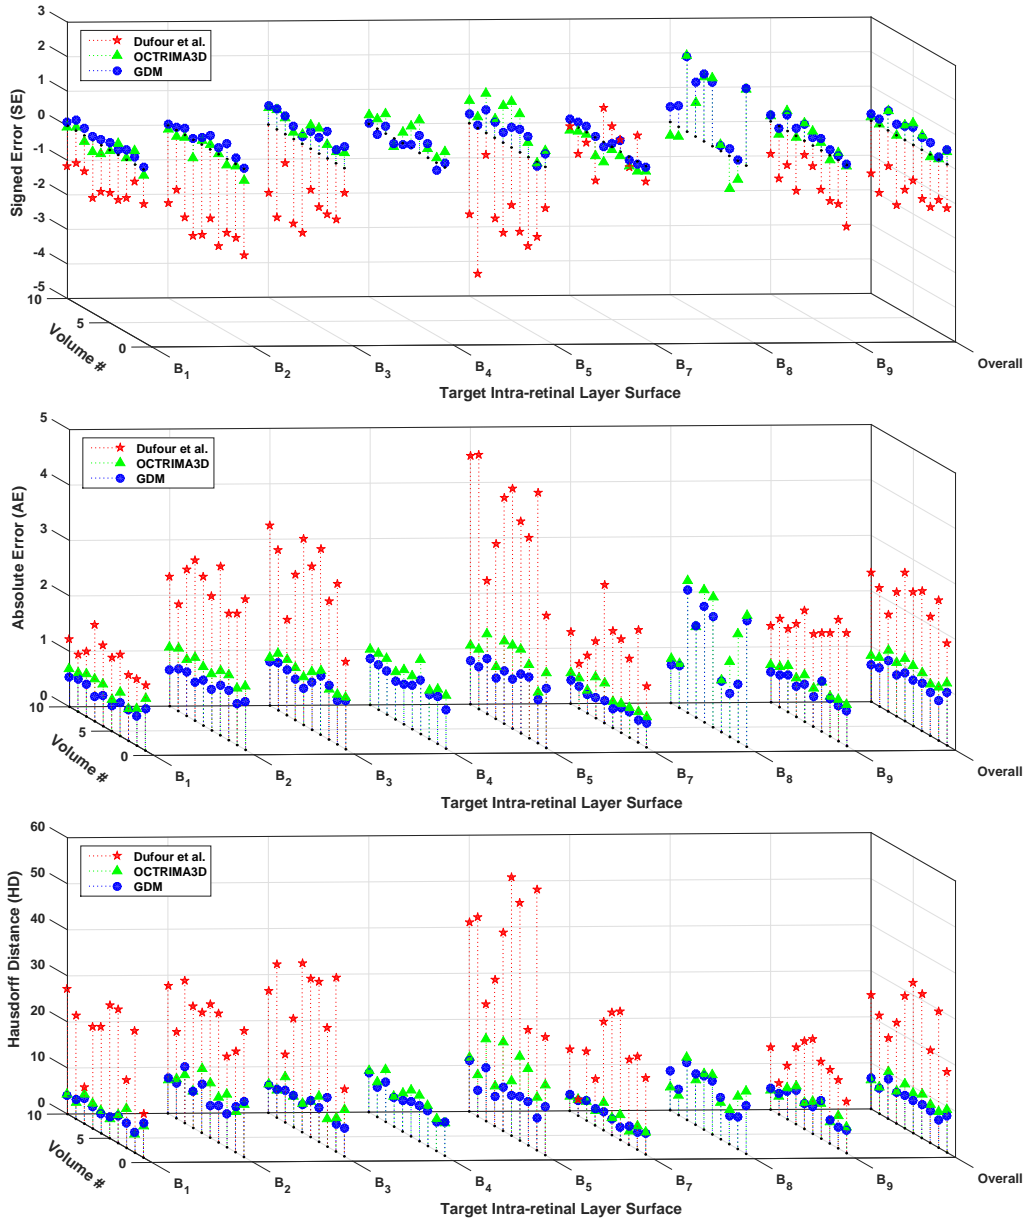 3
2
1
0
-1
-2
-3
-4
-5
Signed Error (SE)
Dufour et al.
OCTRIMA3D
GDM
10
5
0
Volume #
B1
B2
B3
B4
B5
B7
B8
B9
Overall
Target Intra-retinal Layer Surface
5
4
3
2
1
0
Absolute Error (AE)
Dufour et al.
OCTRIMA3D
GDM
10
5
0
Volume #
B1
B2
B3
B4
B5
B7
B8
B9
Overall
Target Intra-retinal Layer Surface
60
50
40
30
20
10
0
Hausdorff Distance (HD)
Dufour et al.
OCTRIMA3D
GDM
10
5
0
Volume #
B1
B2
B3
B4
B5
B7
B8
B9
Overall
Target Intra-retinal Layer Surface